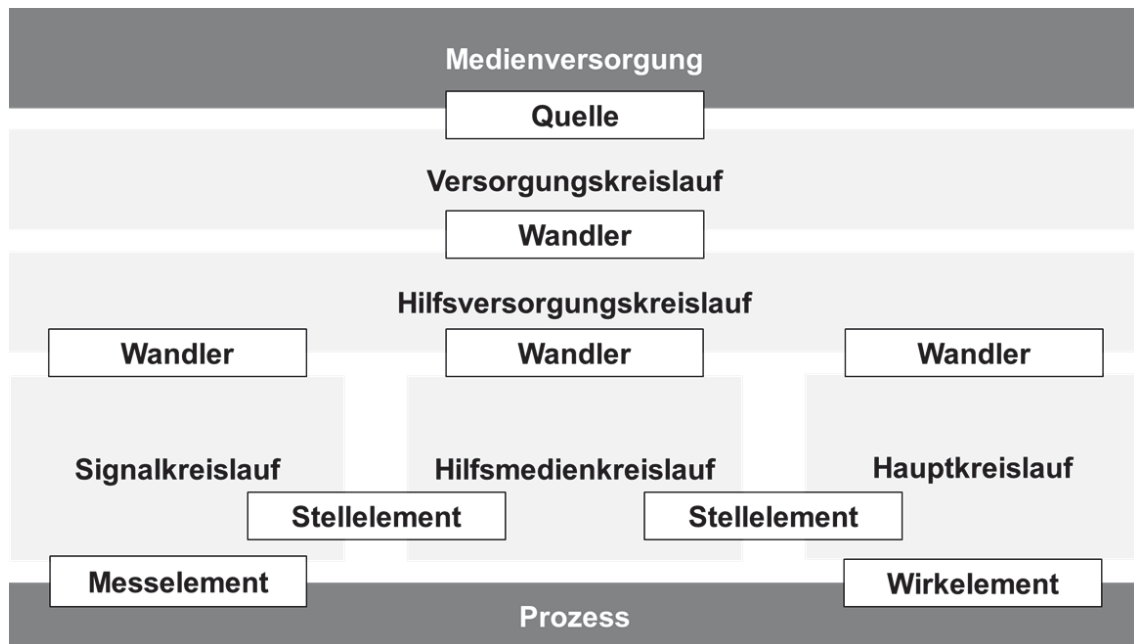 Medienversorgung
Quelle
Versorgungskreislauf
Wandler
Hilfsversorgungskreislauf
Wandler
Wandler
Wandler
Signalkreislauf
Hilfsmedienkreislauf
Hauptkreislauf
Stellelement
Stellelement
Messelement
Wirkelement
Prozess